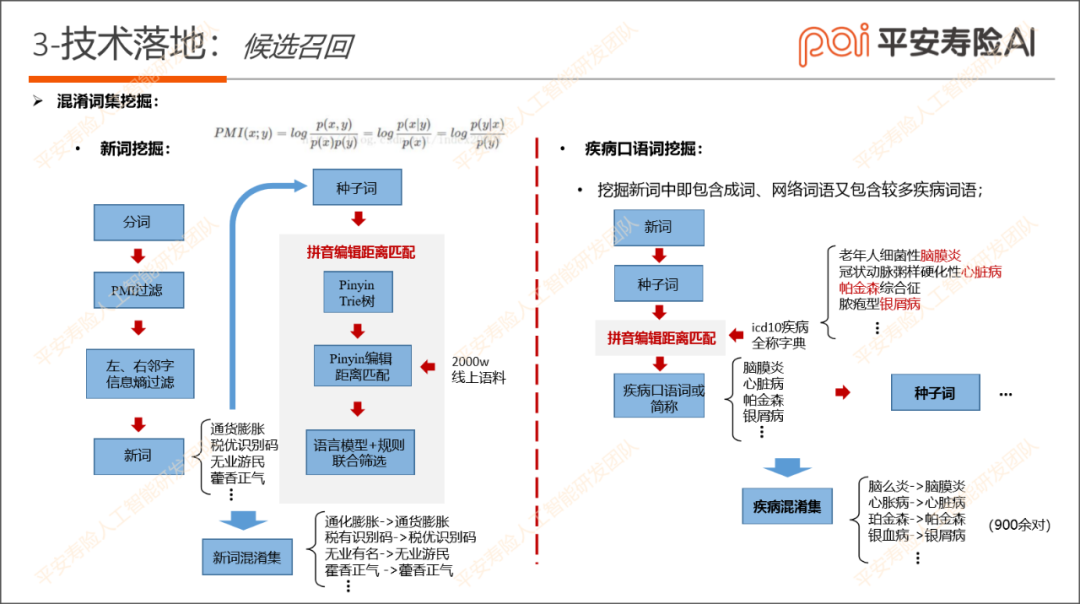 3-技术落地：候选召回
pai 平安寿险AI
混淆词集挖掘：
新词挖掘：
PMI(x;y) = log p(x,y)/p(x)p(y) = log p(x|y)/p(x) = log p(y|x)/p(y)
分词
PMI过滤
左、右邻字
信息熵过滤
新词
通货膨胀
税优识别码
无业游民
藿香正气
种子词
拼音编辑距离匹配
Pinyin
Trie树
Pinyin编辑
距离匹配
2000w
线上语料
语言模型+规则
联合筛选
新词混淆集
通化膨胀->通货膨胀
税有识别码->税优识别码
无业有名->无业游民
霍香正气->藿香正气
疾病口语词挖掘：
挖掘新词中即包含成词、网络词语又包含较多疾病词语；
新词
种子词
拼音编辑距离匹配
icd10疾病
全称字典
老年人细菌性脑膜炎
冠状动脉粥样硬化性心脏病
帕金森综合征
脓疱型银屑病
疾病口语词或
简称
脑膜炎
心脏病
帕金森
银屑病
种子词
...
疾病混淆集
脑么炎->脑膜炎
心胀病->心脏病
珀金森->帕金森
银血病->银屑病
(900余对)
平安寿险人工智能研发团队